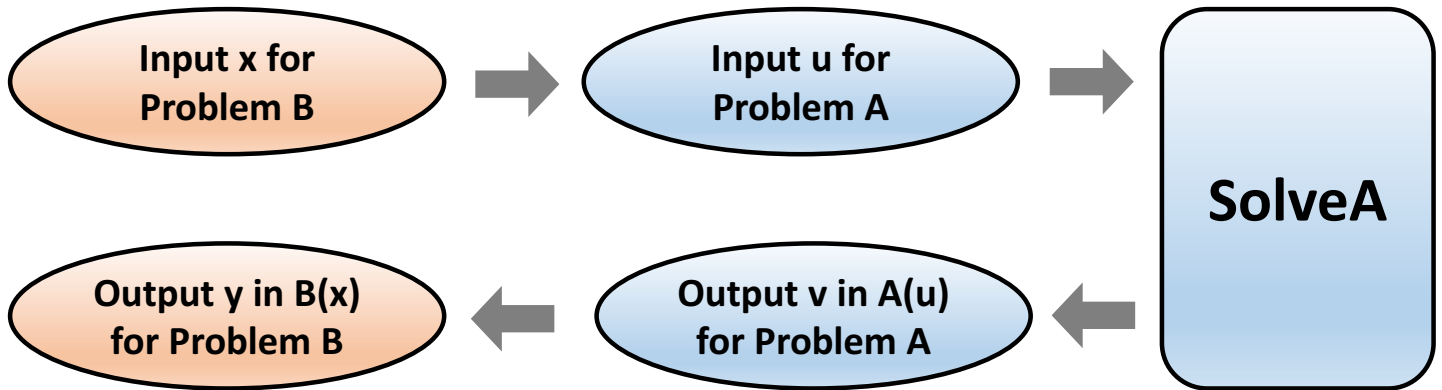 Input x for
Problem B
Input u for
Problem A
SolveA
Output y in B(x)
for Problem B
Output v in A(u)
for Problem A